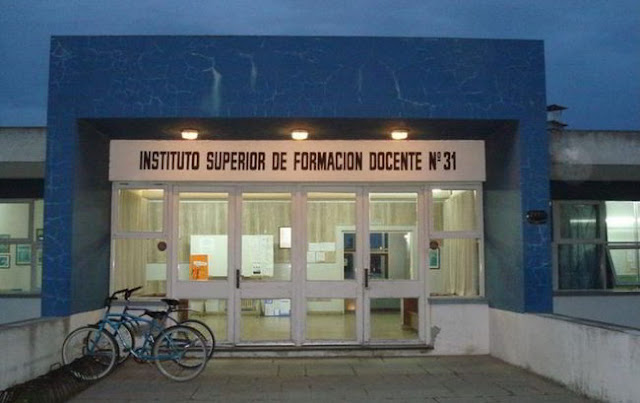 INSTITUTO SUPERIOR DE FORMACION DOCENTE Nº 31